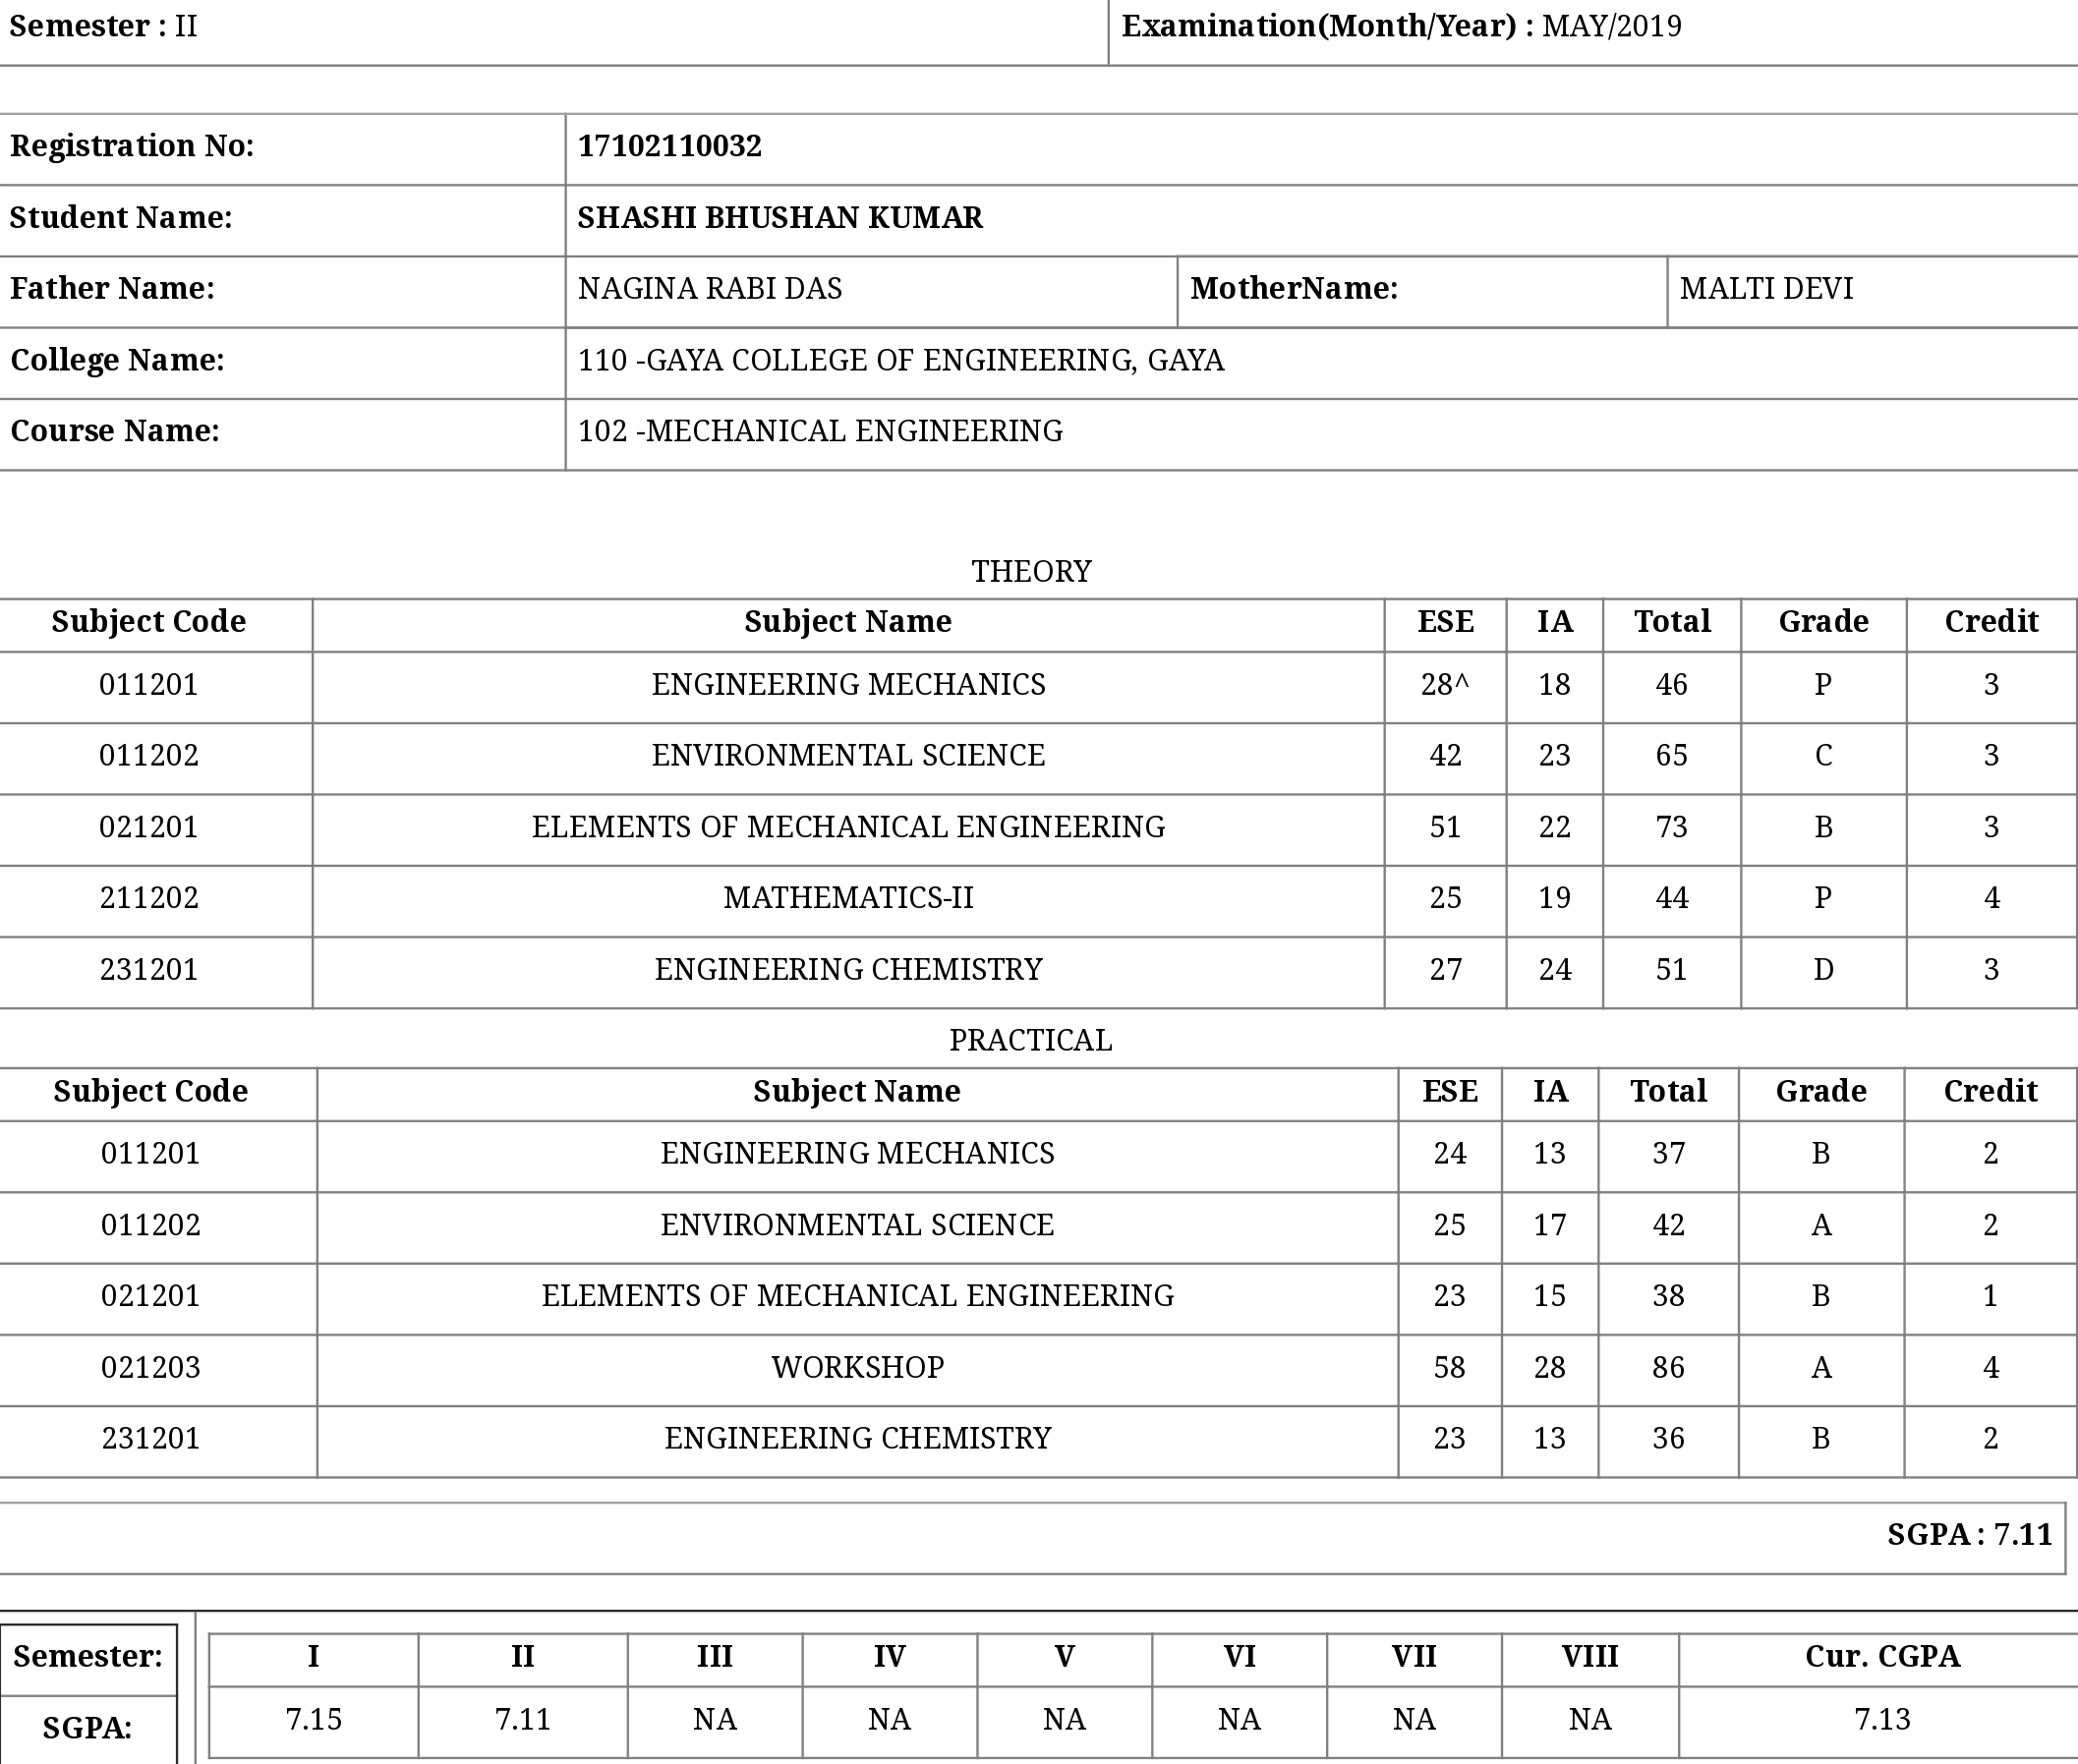 Semester : II Examination(Month/Year) : MAY/2019
Registration No: 17102110032
Student Name: SHASHI BHUSHAN KUMAR
Father Name: NAGINA RABI DAS MotherName: MALTI DEVI
College Name: 110 -GAYA COLLEGE OF ENGINEERING, GAYA
Course Name: 102 -MECHANICAL ENGINEERING
THEORY
Subject Code Subject Name ESE IA Total Grade Credit
011201 ENGINEERING MECHANICS 28^ 18 46 P 3
011202 ENVIRONMENTAL SCIENCE 42 23 65 C 3
021201 ELEMENTS OF MECHANICAL ENGINEERING 51 22 73 B 3
211202 MATHEMATICS-II 25 19 44 P 4
231201 ENGINEERING CHEMISTRY 27 24 51 D 3
PRACTICAL
Subject Code Subject Name ESE IA Total Grade Credit
011201 ENGINEERING MECHANICS 24 13 37 B 2
011202 ENVIRONMENTAL SCIENCE 25 17 42 A 2
021201 ELEMENTS OF MECHANICAL ENGINEERING 23 15 38 B 1
021203 WORKSHOP 58 28 86 A 4
231201 ENGINEERING CHEMISTRY 23 13 36 B 2
SGPA : 7.11
Semester: I II III IV V VI VII VIII Cur. CGPA
SGPA: 7.15 7.11 NA NA NA NA NA NA 7.13